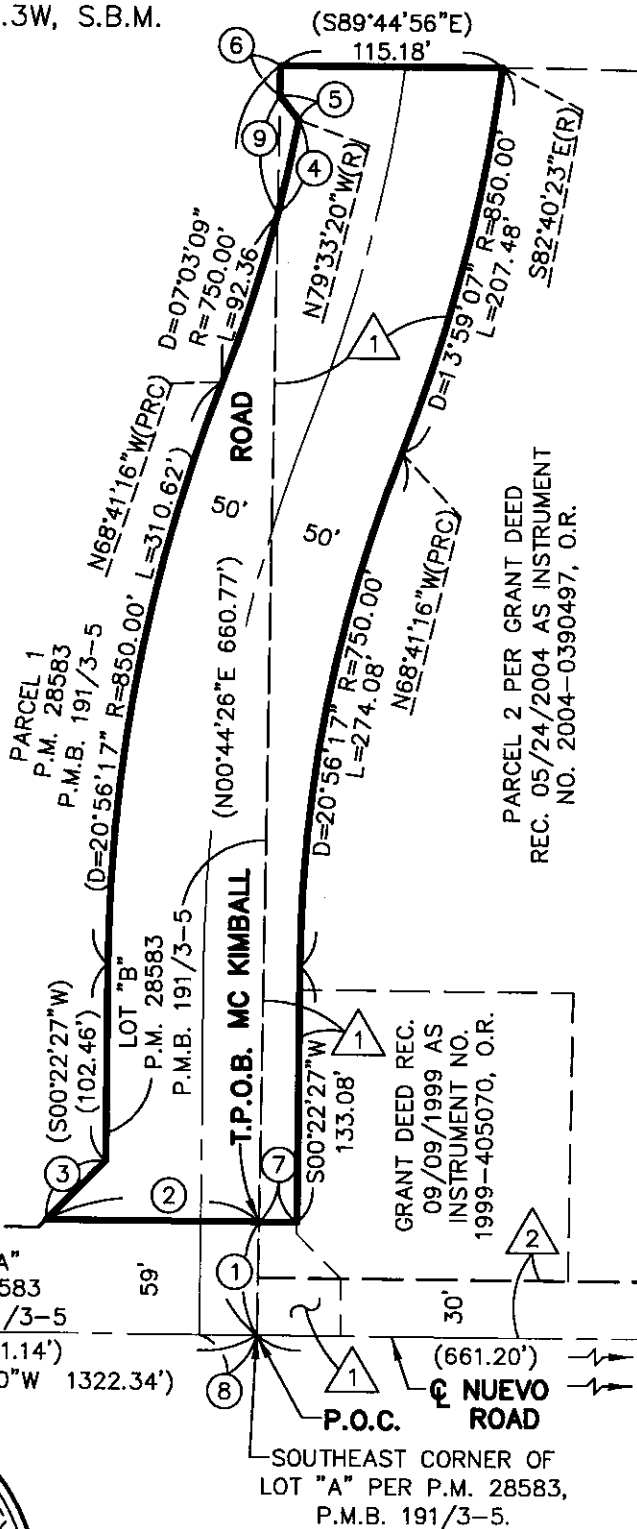 .3W, S.B.M.
(S89°44'56"E)
115.18'
6
5
9
4
N79°33'20"W(R)
S82°40'23"E(R)
D=07°03'09"
R=750.00'
L=92.36
D=13°59'07" R=850.00'
L=207.48'
1
N68°41'16"W(PRC)
ROAD
50'
50'
N68°41'16"W(PRC)
PARCEL 1
P.M. 28583
P.M.B. 191/3-5
(D=20°56'17" R=850.00' L=310.62')
(N00°44'26"E 660.77')
D=20°56'17" R=750.00'
L=274.08'
PARCEL 2 PER GRANT DEED
REC. 05/24/2004 AS INSTRUMENT
NO. 2004-0390497, O.R.
(S00°22'27"W)
(102.46')
LOT "B"
P.M. 28583
P.M.B. 191/3-5
T.P.O.B. MC KIMBALL
1
S00°22'27"W
133.08'
GRANT DEED REC.
09/09/1999 AS
INSTRUMENT NO.
1999-405070, O.R.
3
2
7
2
A"
583
/3-5
59'
1
30'
1.14')
0"W 1322.34')
8
1
(661.20')
℄ NUEVO
ROAD
P.O.C.
SOUTHEAST CORNER OF
LOT "A" PER P.M. 28583,
P.M.B. 191/3-5.